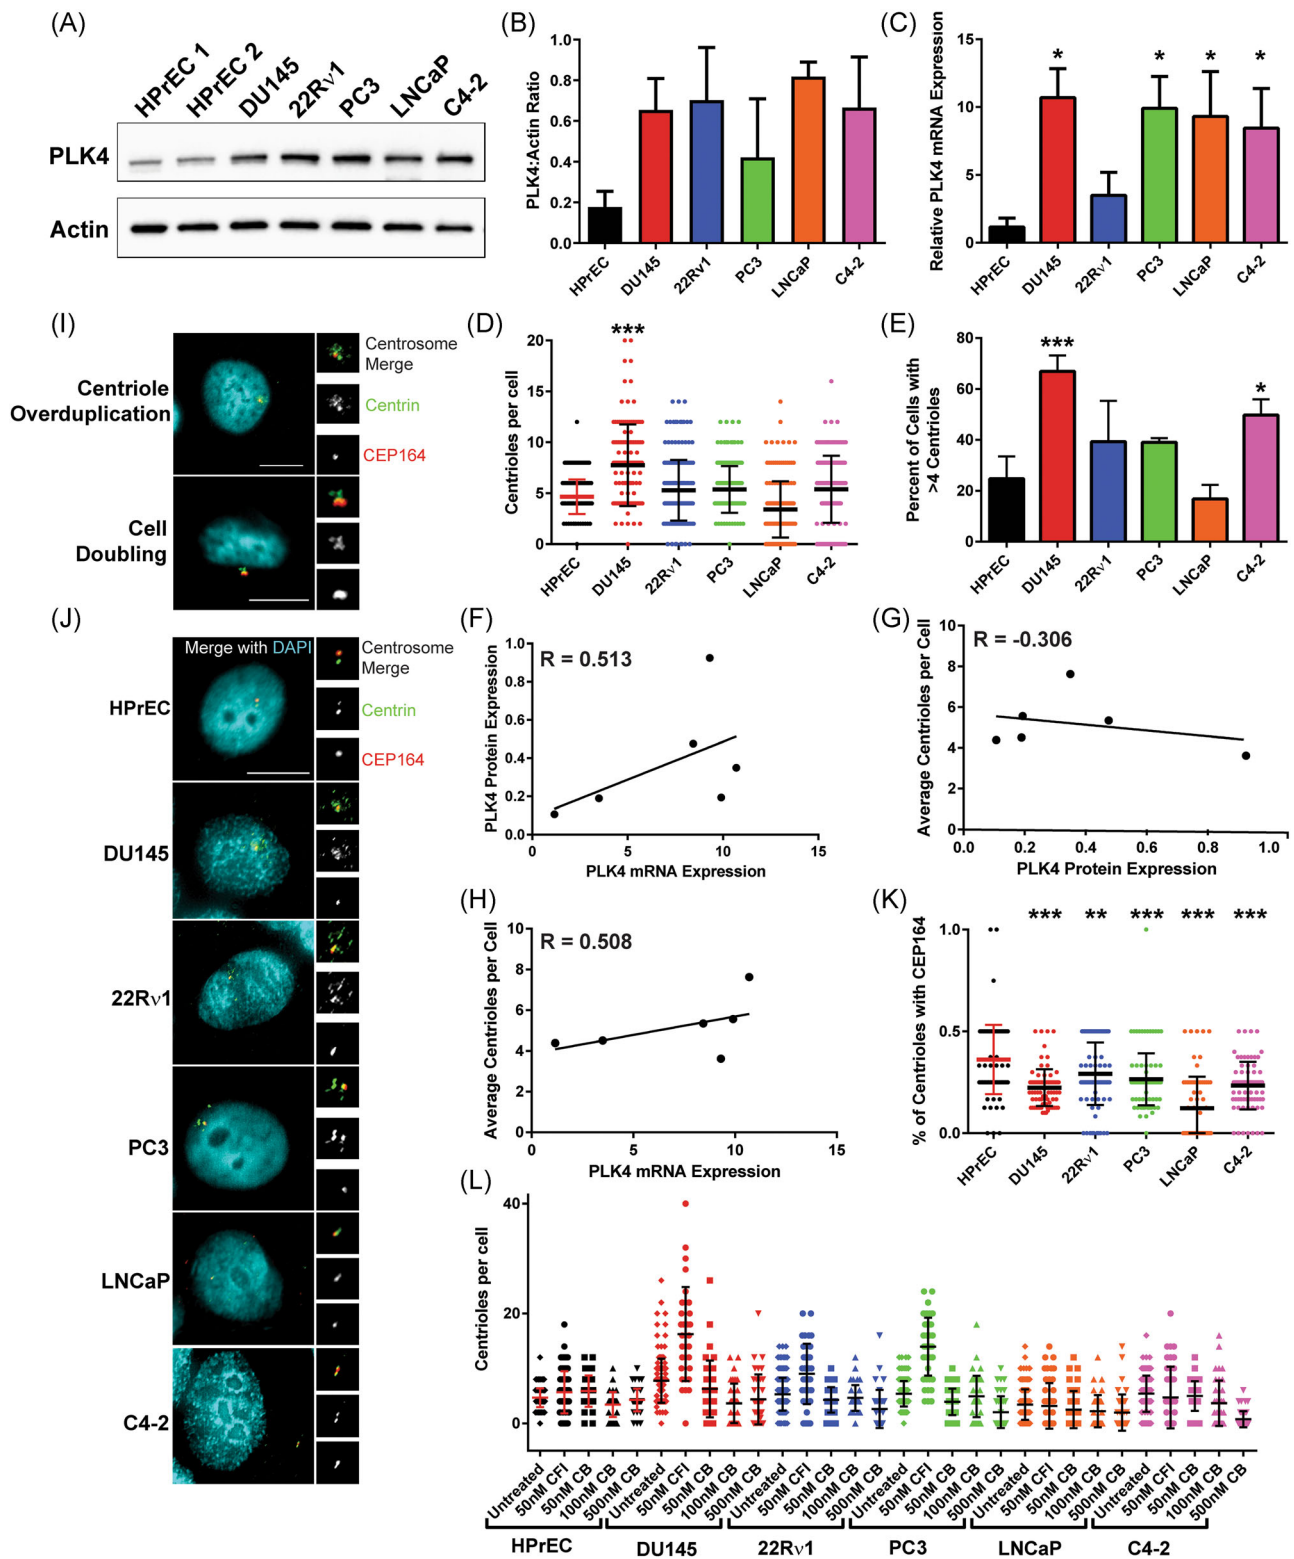 (A)
HPrEC 1
HPrEC 2
DU145
22Rν1
PC3
LNCaP
C4-2
PLK4
Actin
(B)
PLK4:Actin Ratio
1.0
0.8
0.6
0.4
0.2
0.0
HPrEC
DU145
22Rν1
PC3
LNCaP
C4-2
(C)
Relative PLK4 mRNA Expression
15
10
5
0
* * * *
HPrEC
DU145
22Rν1
PC3
LNCaP
C4-2
(I)
Centriole
Overduplication
Centrosome
Merge
Centrin
CEP164
Cell
Doubling
(D)
Centrioles per cell
20
15
10
5
0
***
HPrEC
DU145
22Rν1
PC3
LNCaP
C4-2
(E)
Percent of Cells with
>4 Centrioles
80
60
40
20
0
***
*
HPrEC
DU145
22Rν1
PC3
LNCaP
C4-2
(J)
Merge with DAPI
Centrosome
Merge
Centrin
CEP164
HPrEC
DU145
22Rν1
PC3
LNCaP
C4-2
(F)
R = 0.513
PLK4 Protein Expression
1.0
0.8
0.6
0.4
0.2
0.0
0 5 10 15
PLK4 mRNA Expression
(G)
R = -0.306
Average Centrioles per Cell
10
8
6
4
2
0
0.0 0.2 0.4 0.6 0.8 1.0
PLK4 Protein Expression
(H)
R = 0.508
Average Centrioles per Cell
10
8
6
4
2
0
0 5 10 15
PLK4 mRNA Expression
(K)
*** ** *** *** ***
% of Centrioles with CEP164
1.0
0.5
0.0
HPrEC
DU145
22Rν1
PC3
LNCaP
C4-2
(L)
Centrioles per cell
40
20
0
Untreated
50nM CFI
50nM CB
100nM CB
500nM CB
Untreated
50nM CFI
50nM CB
100nM CB
500nM CB
Untreated
50nM CFI
50nM CB
100nM CB
500nM CB
Untreated
50nM CFI
50nM CB
100nM CB
500nM CB
Untreated
50nM CFI
50nM CB
100nM CB
500nM CB
Untreated
50nM CFI
50nM CB
100nM CB
500nM CB
HPrEC
DU145
22Rν1
PC3
LNCaP
C4-2